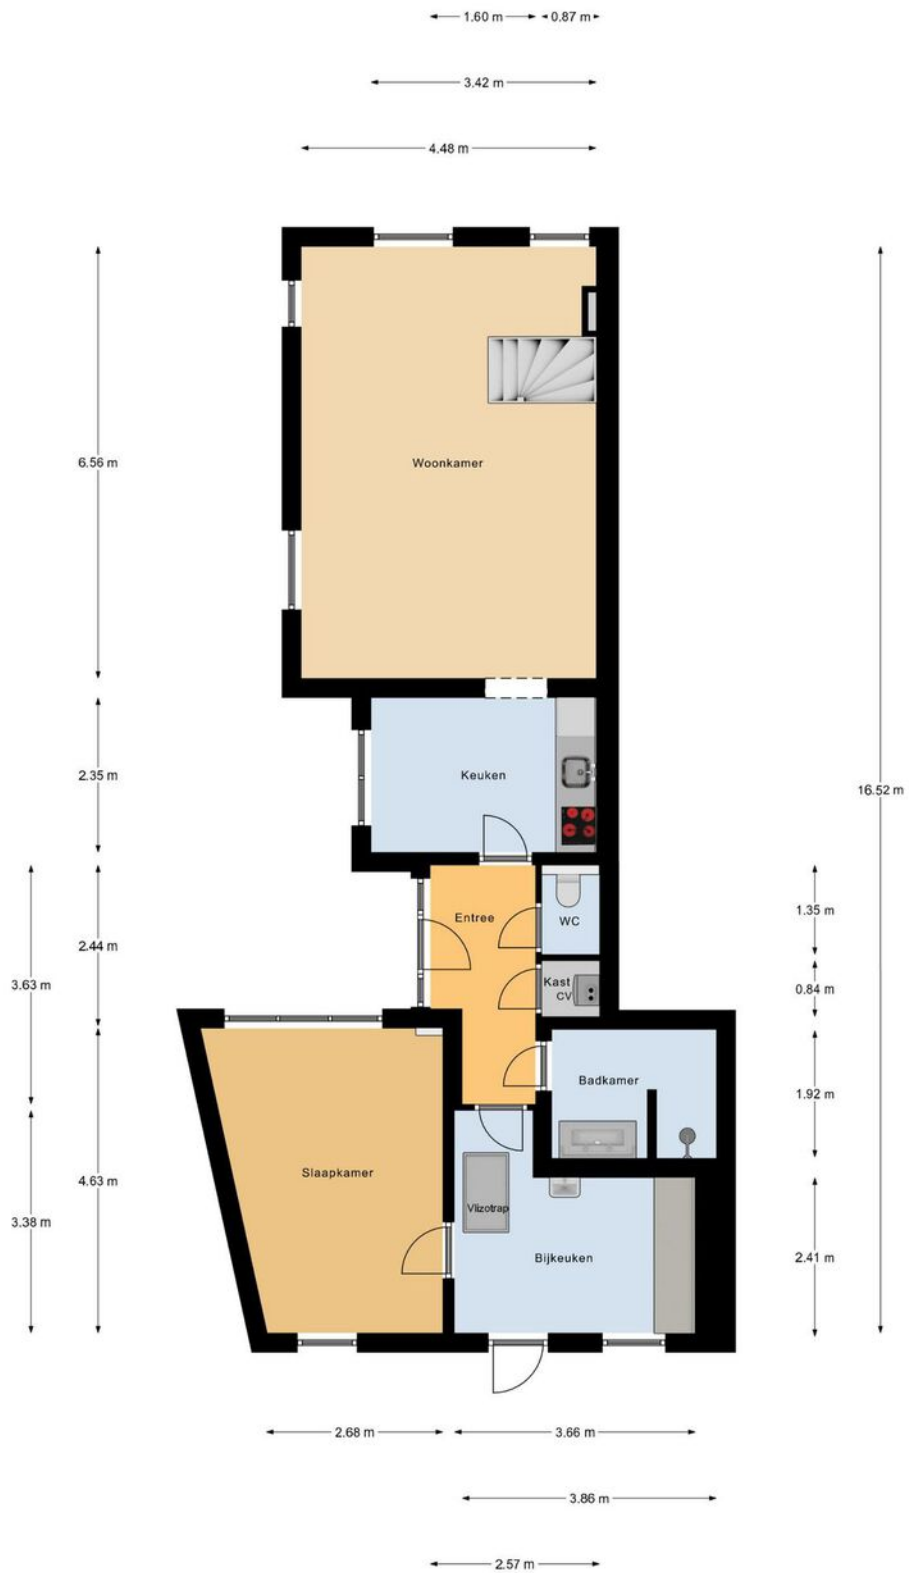 1.60 m
0.87 m
3.42 m
4.48 m
6.56 m
Woonkamer
2.35 m
Keuken
16.52 m
Entree
WC
1.35 m
2.44 m
3.63 m
Kast
CV
0.84 m
Badkamer
1.92 m
Slaapkamer
4.63 m
Vlizotrap
3.38 m
Bijkeuken
2.41 m
2.68 m
3.66 m
3.86 m
2.57 m